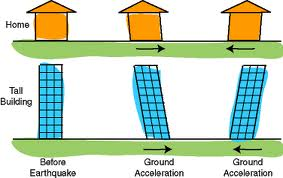 Home
Tall
Building
Before
Earthquake
Ground
Acceleration
Ground
Acceleration